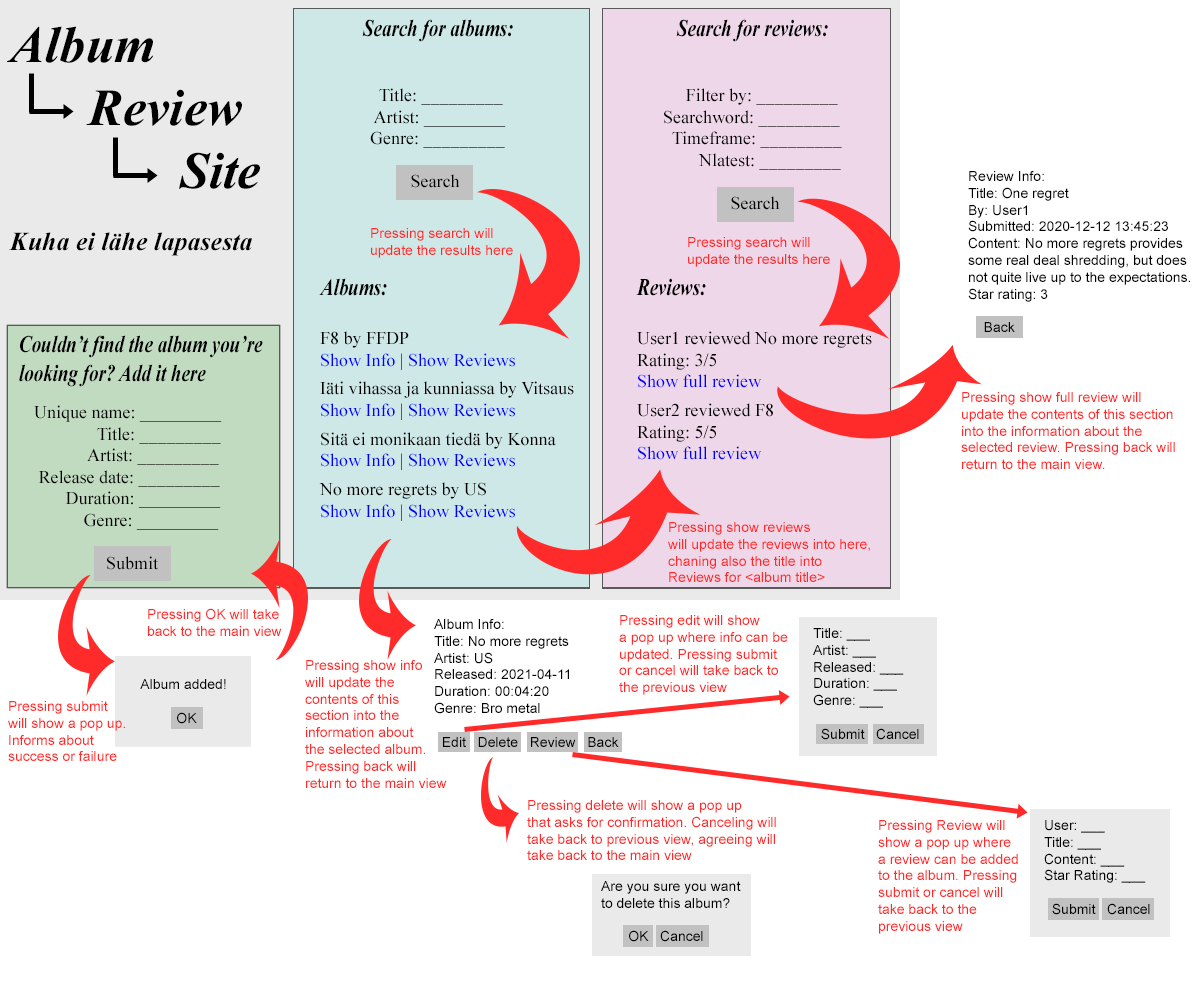 Album
Review
Site
Kuha ei lähe lapasesta
Couldn't find the album you're
looking for? Add it here
Unique name: _________
Title: _________
Artist: _________
Release date: _________
Duration: _________
Genre: _________
Submit
Pressing OK will take
back to the main view
Pressing submit
will show a pop up.
Informs about
success or failure
Album added!
OK
Search for albums:
Title: _________
Artist: _________
Genre: _________
Search
Pressing search will
update the results here
Albums:
F8 by FFDP
Show Info | Show Reviews
Iäti vihassa ja kunniassa by Vitsaus
Show Info | Show Reviews
Sitä ei monikaan tiedä by Konna
Show Info | Show Reviews
No more regrets by US
Show Info | Show Reviews
Search for reviews:
Filter by: _________
Searchword: _________
Timeframe: _________
Nlatest: _________
Search
Pressing search will
update the results here
Reviews:
User1 reviewed No more regrets
Rating: 3/5
Show full review
User2 reviewed F8
Rating: 5/5
Show full review
Pressing show reviews
will update the reviews into here,
chaning also the title into
Reviews for <album title>
Review Info:
Title: One regret
By: User1
Submitted: 2020-12-12 13:45:23
Content: No more regrets provides
some real deal shredding, but does
not quite live up to the expectations.
Star rating: 3
Back
Pressing show full review will
update the contents of this section
into the information about the
selected review. Pressing back will
return to the main view.
Pressing show info
will update the
contents of this
section into the
information about
the selected album.
Pressing back will
return to the main view
Album Info:
Title: No more regrets
Artist: US
Released: 2021-04-11
Duration: 00:04:20
Genre: Bro metal
Edit Delete Review Back
Pressing edit will show
a pop up where info can be
updated. Pressing submit
or cancel will take back to
the previous view
Title: ___
Artist: ___
Released: ___
Duration: ___
Genre: ___
Submit Cancel
Pressing delete will show a pop up
that asks for confirmation. Canceling will
take back to previous view, agreeing will
take back to the main view
Are you sure you want
to delete this album?
OK Cancel
Pressing Review will
show a pop up where
a review can be added
to the album. Pressing
submit or cancel will
take back to the
previous view
User: ___
Title: ___
Content: ___
Star Rating: ___
Submit Cancel